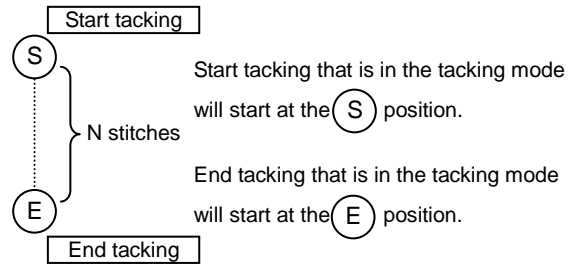 Start tacking
S
Start tacking that is in the tacking mode
will start at the S position.
N stitches
End tacking that is in the tacking mode
will start at the E position.
E
End tacking